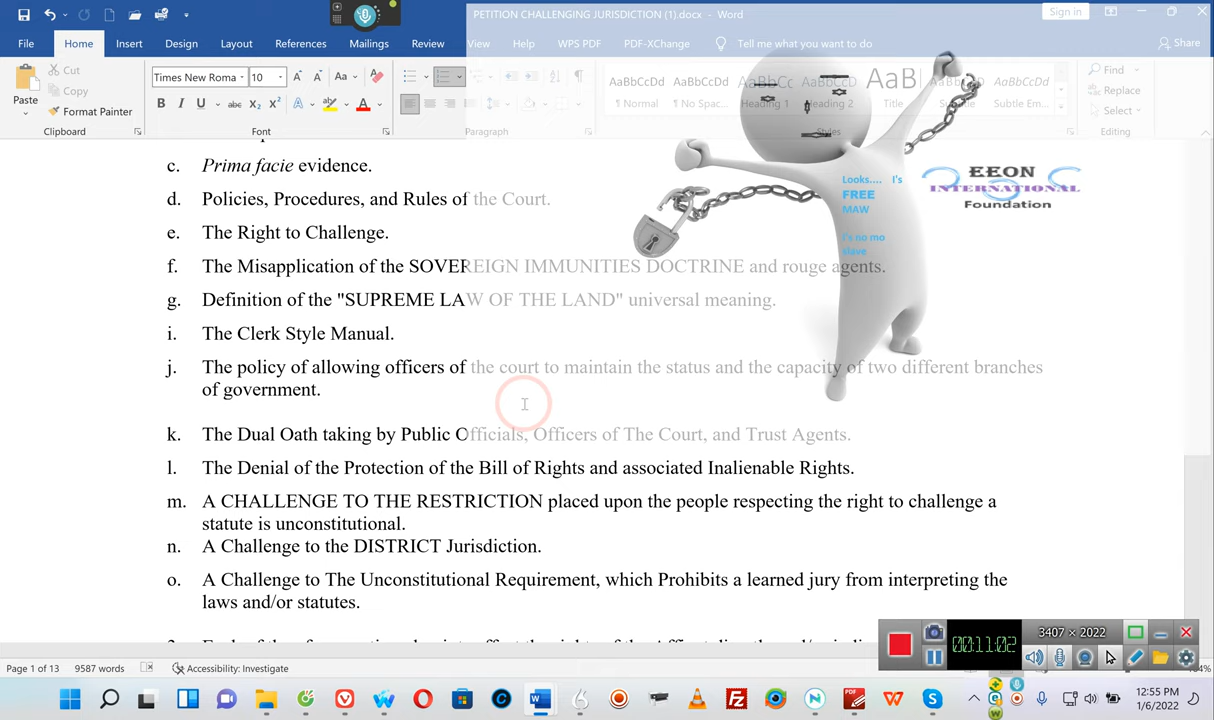 PETITION CHALLENGING JURISDICTION (1).docx - Word
Sign in
File Home Insert Design Layout References Mailings Review View Help WPS PDF PDF-XChange Tell me what you want to do Share
Paste
Cut
Copy
Format Painter
Clipboard
Times New Roma 10
Font
Paragraph
AaBbCcDd AaBbCcDd AaBbCc AaBbCcD AaB AaBbCcD AaBbCcDd
¶ Normal ¶ No Spac... Heading 1 Heading 2 Title Subtitle Subtle Em...
Styles
Find
Replace
Select
Editing
c. Prima facie evidence.
d. Policies, Procedures, and Rules of the Court.
e. The Right to Challenge.
f. The Misapplication of the SOVEREIGN IMMUNITIES DOCTRINE and rouge agents.
g. Definition of the "SUPREME LAW OF THE LAND" universal meaning.
i. The Clerk Style Manual.
j. The policy of allowing officers of the court to maintain the status and the capacity of two different branches
of government.
k. The Dual Oath taking by Public Officials, Officers of The Court, and Trust Agents.
l. The Denial of the Protection of the Bill of Rights and associated Inalienable Rights.
m. A CHALLENGE TO THE RESTRICTION placed upon the people respecting the right to challenge a
statute is unconstitutional.
n. A Challenge to the DISTRICT Jurisdiction.
o. A Challenge to The Unconstitutional Requirement, which Prohibits a learned jury from interpreting the
laws and/or statutes.
Looks.... I's
FREE
MAW
I's no mo
slave
EEON
INTERNATIONAL
Foundation
00:11:02
3407 × 2022
Page 1 of 13 9587 words Accessibility: Investigate
12:55 PM
1/6/2022